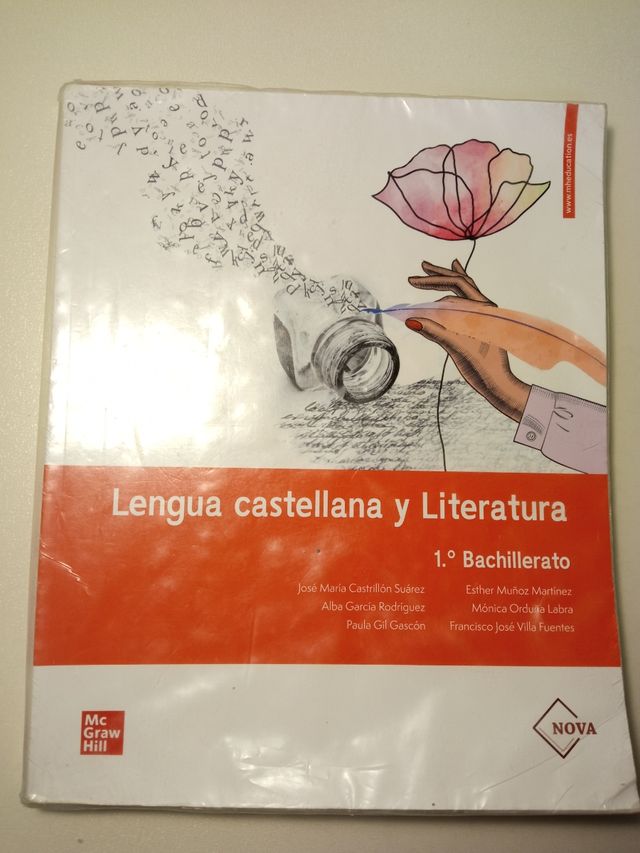 www.mheducation.es
Lengua castellana y Literatura
1.º Bachillerato
José María Castrillón Suárez
Alba García Rodríguez
Paula Gil Gascón
Esther Muñoz Martínez
Mónica Orduña Labra
Francisco José Villa Fuentes
Mc
Graw
Hill
NOVA